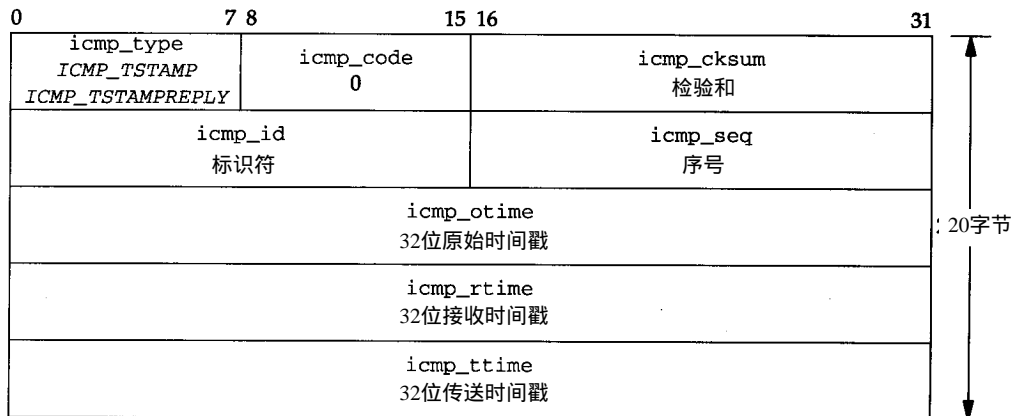 0 7 8 15 16 31
icmp_type
ICMP_TSTAMP
ICMP_TSTAMPREPLY
icmp_code
0
icmp_cksum
检验和
icmp_id
标识符
icmp_seq
序号
icmp_otime
32位原始时间戳
20字节
icmp_rtime
32位接收时间戳
icmp_ttime
32位传送时间戳